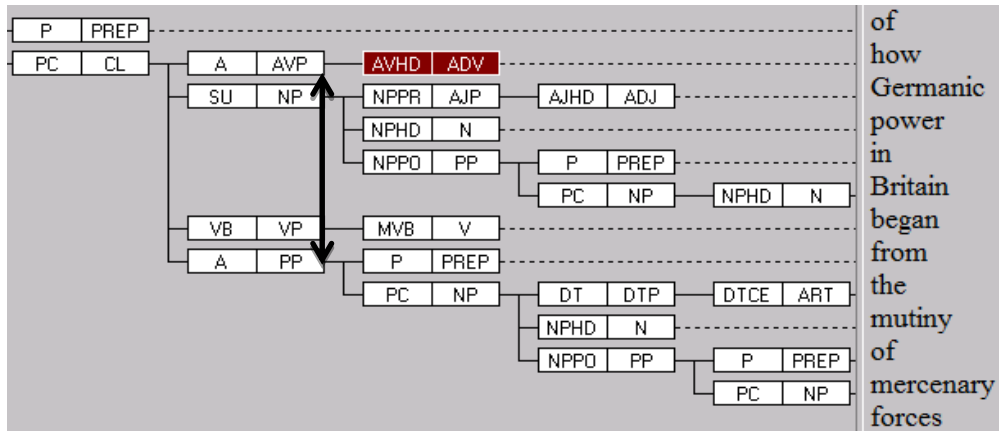 P PREP of
PC CL A AVP AVHD ADV how
SU NP NPPR AJP AJHD ADJ Germanic
NPHD N power
NPPO PP P PREP in
PC NP NPHD N Britain
VB VP MVB V began
A PP P PREP from
PC NP DT DTP DTCE ART the
NPHD N mutiny
NPPO PP P PREP of
PC NP mercenary
forces